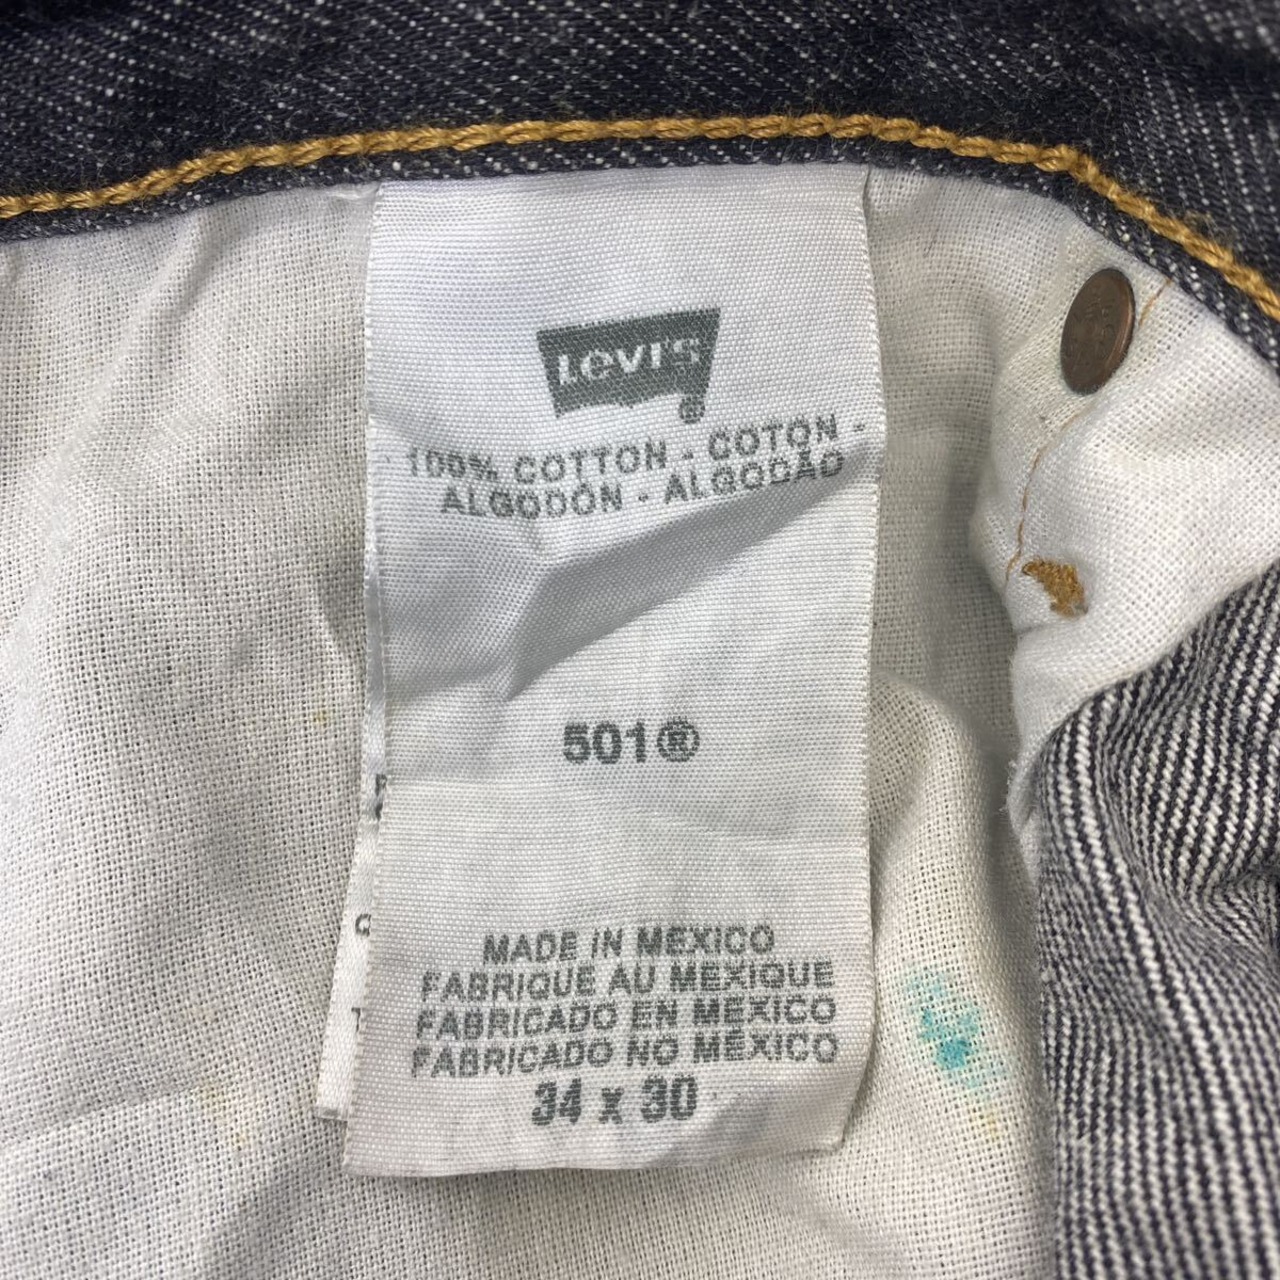 Levi's®
100% COTTON - COTON -
ALGODÓN - ALGODÃO
501®
MADE IN MEXICO
FABRIQUE AU MEXIQUE
FABRICADO EN MÉXICO
FABRICADO NO MÉXICO
34 x 30